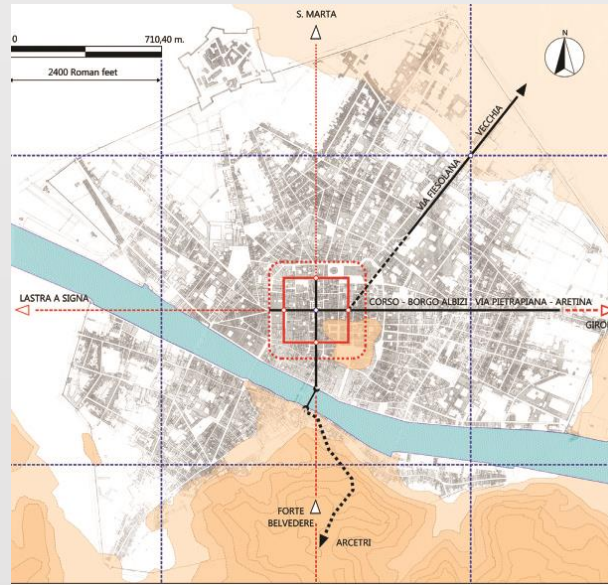 S. MARTA
0
710,40 m.
2400 Roman feet
VIA FIESOLANA VECCHIA
LASTRA A SIGNA
CORSO - BORGO ALBIZI - VIA PIETRAPIANA - ARETINA
GIRO
FORTE
BELVEDERE
ARCETRI